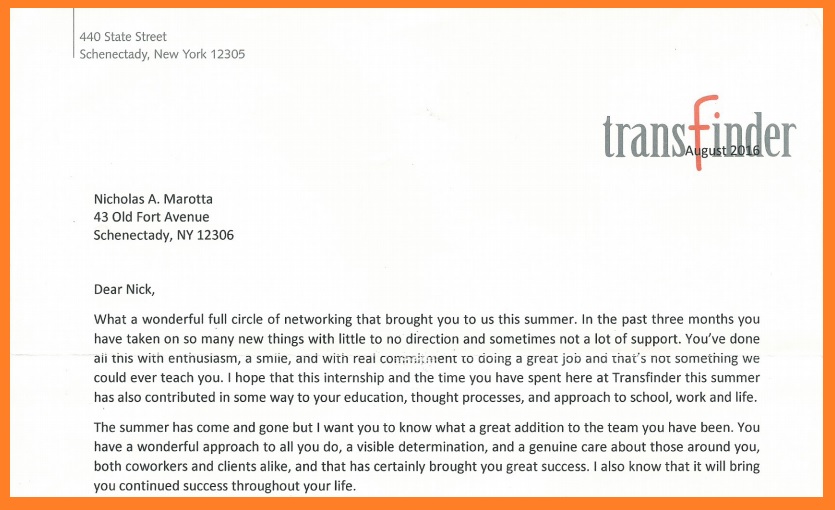 440 State Street
Schenectady, New York 12305
transfinder
August 2016
Nicholas A. Marotta
43 Old Fort Avenue
Schenectady, NY 12306
Dear Nick,
What a wonderful full circle of networking that brought you to us this summer. In the past three months you
have taken on so many new things with little to no direction and sometimes not a lot of support. You’ve done
all this with enthusiasm, a smile, and with real commitment to doing a great job and that’s not something we
could ever teach you. I hope that this internship and the time you have spent here at Transfinder this summer
has also contributed in some way to your education, thought processes, and approach to school, work and life.
The summer has come and gone but I want you to know what a great addition to the team you have been. You
have a wonderful approach to all you do, a visible determination, and a genuine care about those around you,
both coworkers and clients alike, and that has certainly brought you great success. I also know that it will bring
you continued success throughout your life.